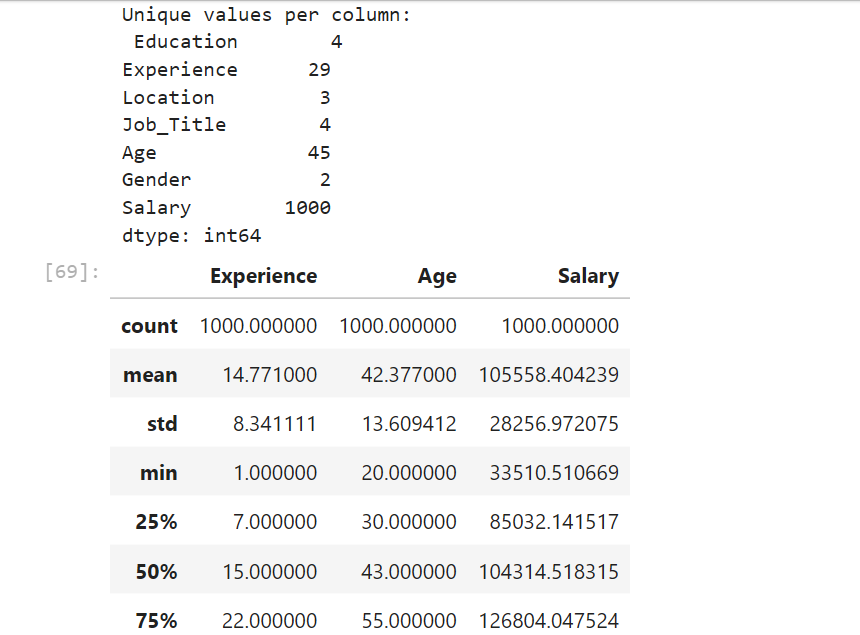 Unique values per column:
Education 4
Experience 29
Location 3
Job_Title 4
Age 45
Gender 2
Salary 1000
dtype: int64
[69]:
Experience Age Salary
count 1000.000000 1000.000000 1000.000000
mean 14.771000 42.377000 105558.404239
std 8.341111 13.609412 28256.972075
min 1.000000 20.000000 33510.510669
25% 7.000000 30.000000 85032.141517
50% 15.000000 43.000000 104314.518315
75% 22.000000 55.000000 126804.047524